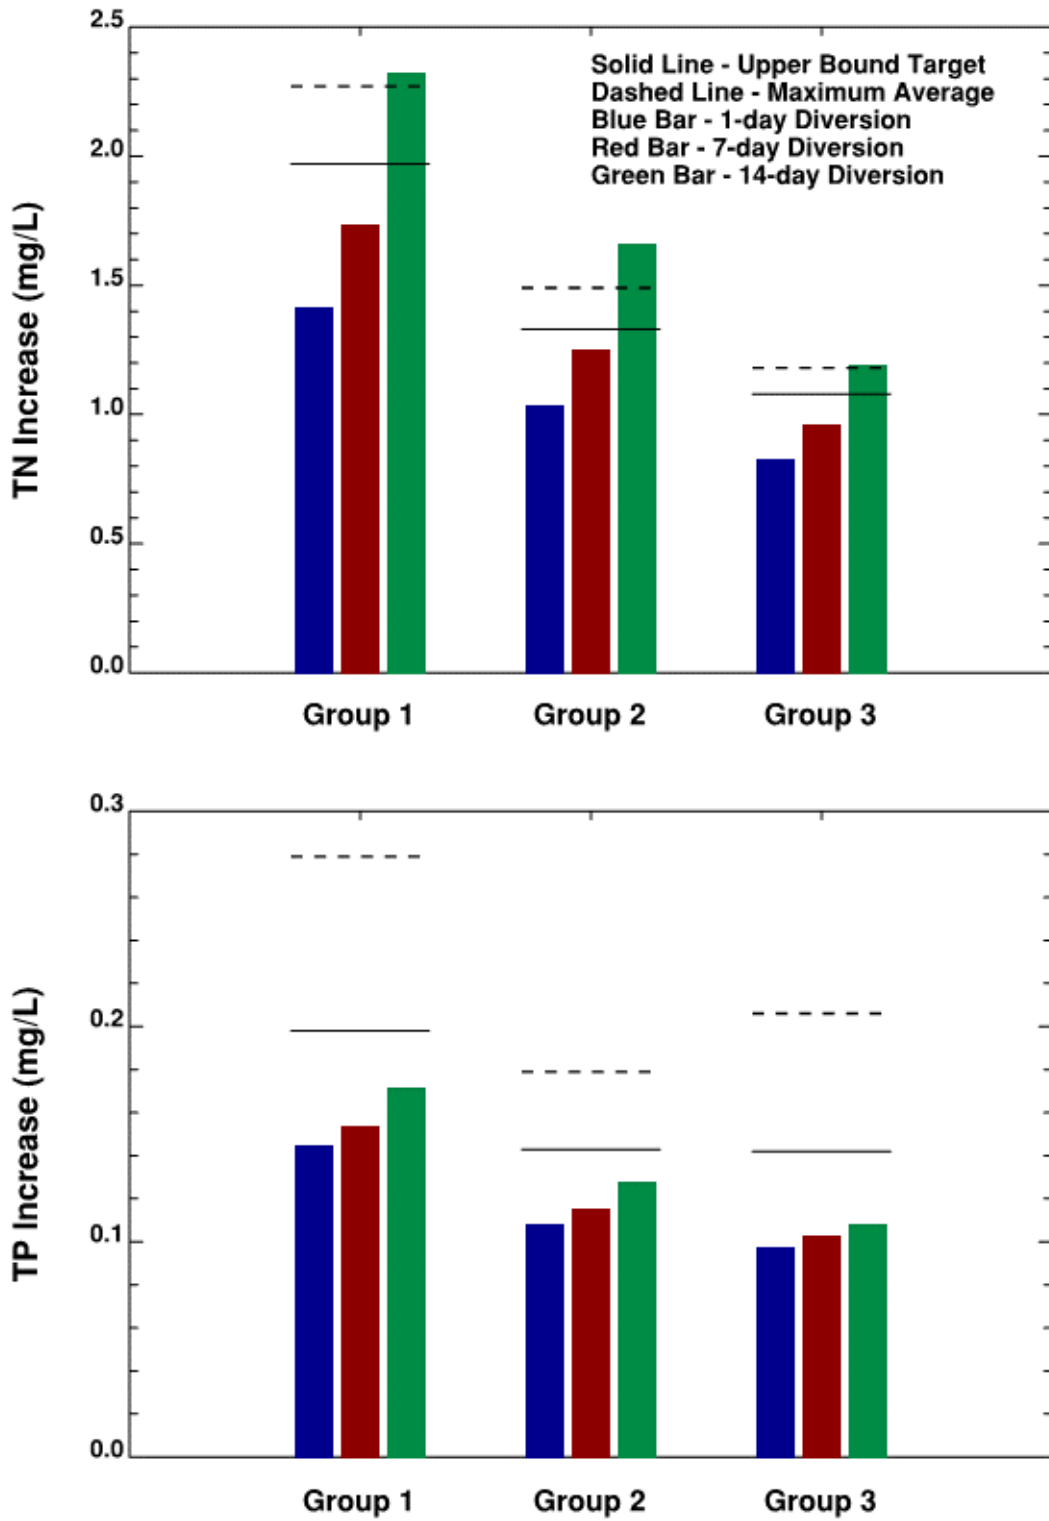 2.5
2.0
1.5
1.0
0.5
0.0
TN Increase (mg/L)
Solid Line - Upper Bound Target
Dashed Line - Maximum Average
Blue Bar - 1-day Diversion
Red Bar - 7-day Diversion
Green Bar - 14-day Diversion
Group 1
Group 2
Group 3
0.3
0.2
0.1
0.0
TP Increase (mg/L)
Group 1
Group 2
Group 3